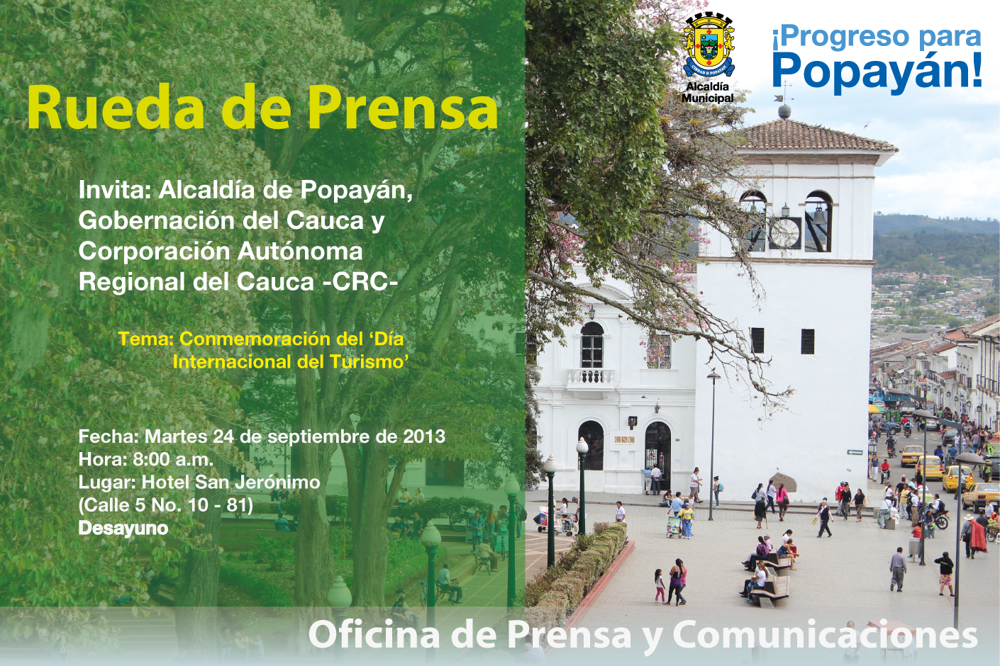 ¡Progreso para
Popayán!
CIUDAD D POPAYAN
Alcaldía
Municipal
Rueda de Prensa
Invita: Alcaldía de Popayán,
Gobernación del Cauca y
Corporación Autónoma
Regional del Cauca -CRC-
Tema: Conmemoración del ‘Día
Internacional del Turismo’
Fecha: Martes 24 de septiembre de 2013
Hora: 8:00 a.m.
Lugar: Hotel San Jerónimo
(Calle 5 No. 10 - 81)
Desayuno
Oficina de Prensa y Comunicaciones